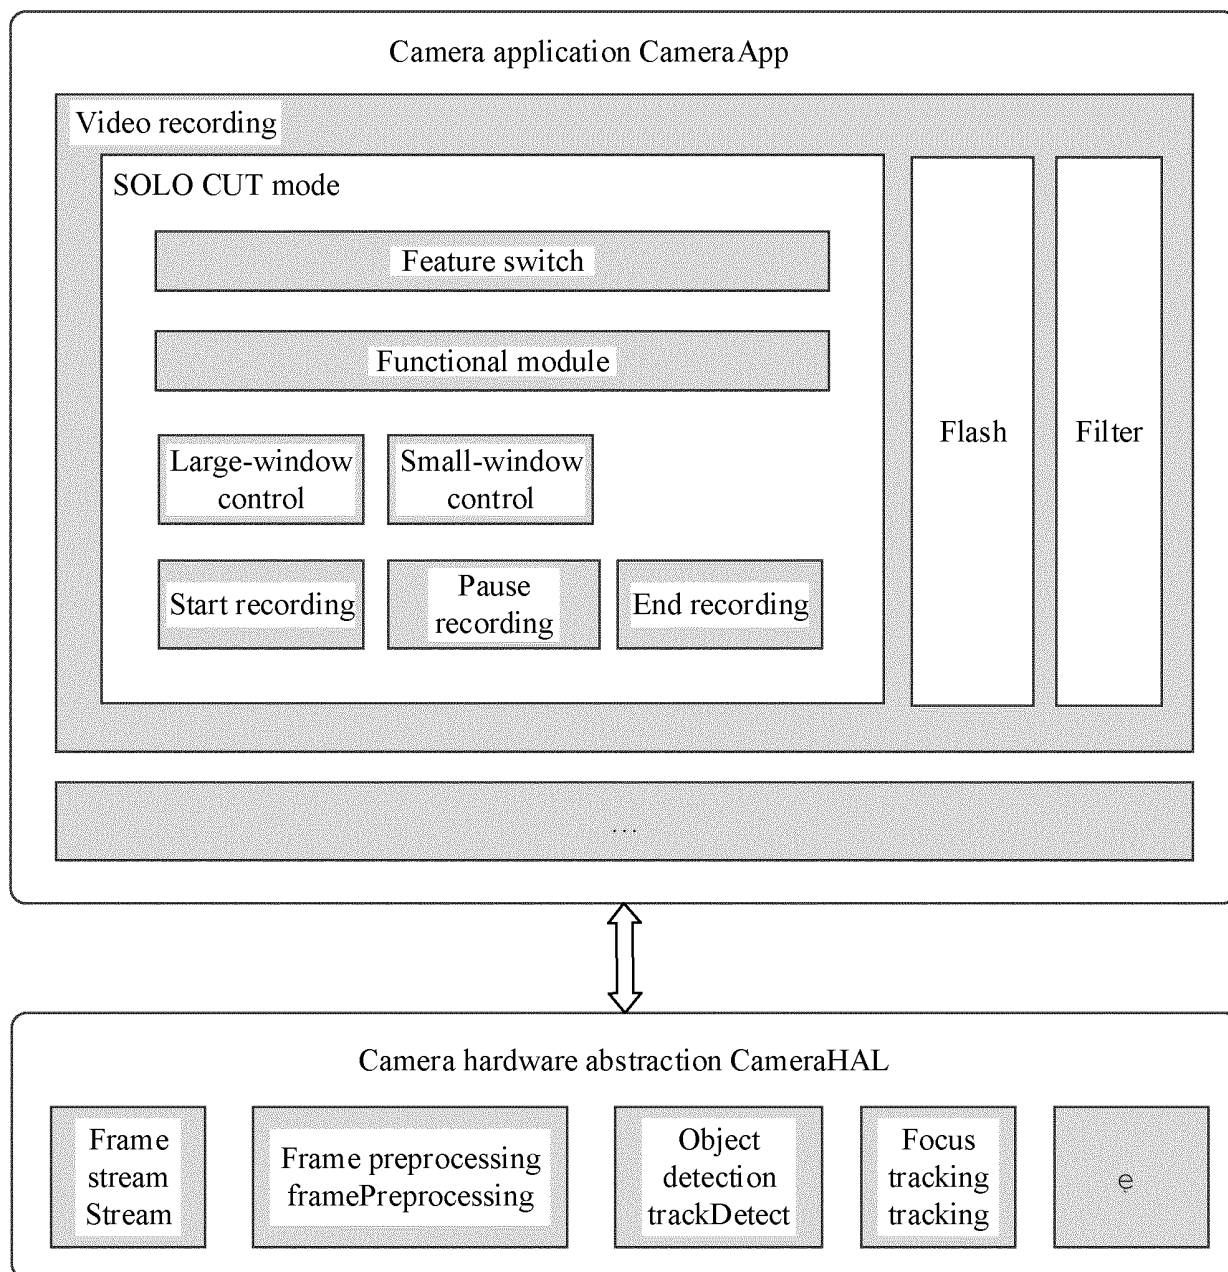 Camera application CameraApp
Video recording
SOLO CUT mode
Feature switch
Functional module
Large-window
control
Small-window
control
Start recording
Pause
recording
End recording
Flash
Filter
...
Camera hardware abstraction CameraHAL
Frame
stream
Stream
Frame preprocessing
framePreprocessing
Object
detection
trackDetect
Focus
tracking
tracking
e